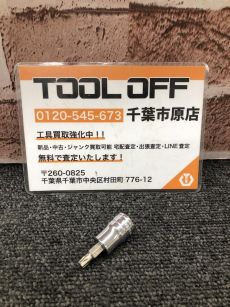 TOOL OFF
0120-545-673 千葉市原店
工具買取強化中！！
新品・中古・ジャンク買取可能 宅配査定・出張査定・LINE査定
無料で査定いたします！
〒260-0825
千葉県千葉市中央区村田町 776-12